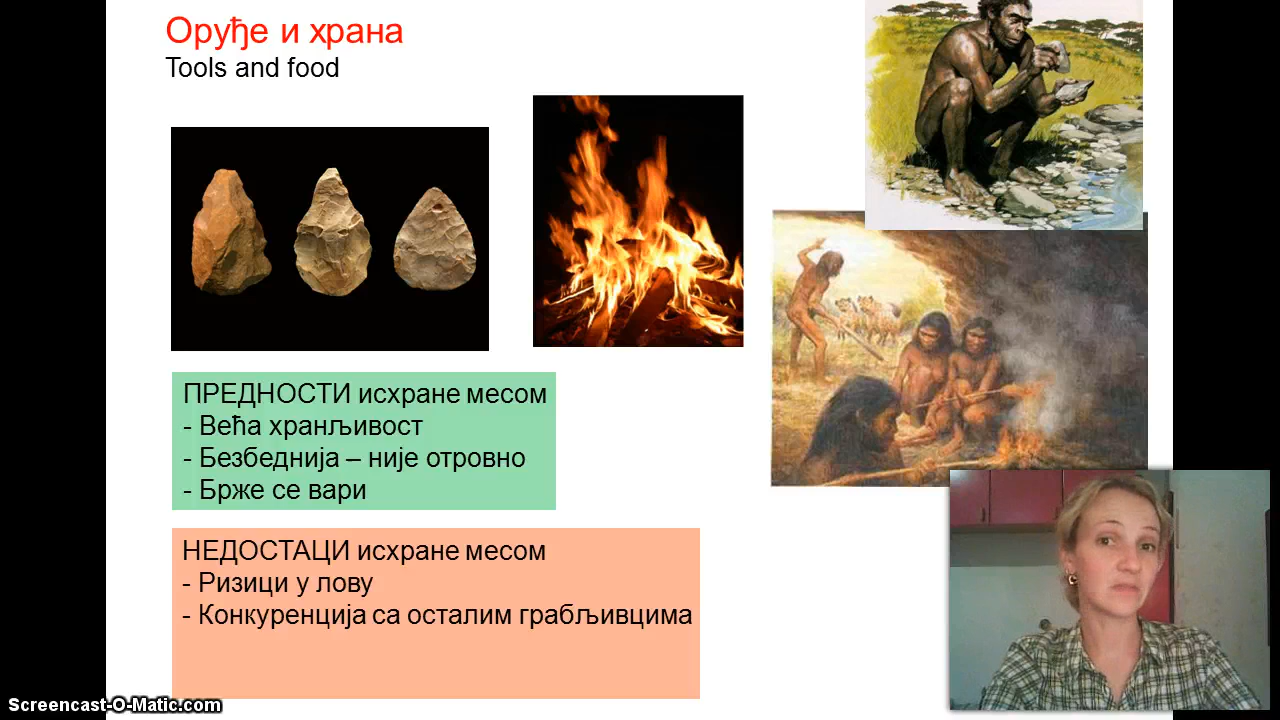 Оруђе и храна
Tools and food
ПРЕДНОСТИ исхране месом
- Већа хранљивост
- Безбеднија – није отровно
- Брже се вари
НЕДОСТАЦИ исхране месом
- Ризици у лову
- Конкуренција са осталим грабљивцима
Screencast-O-Matic.com